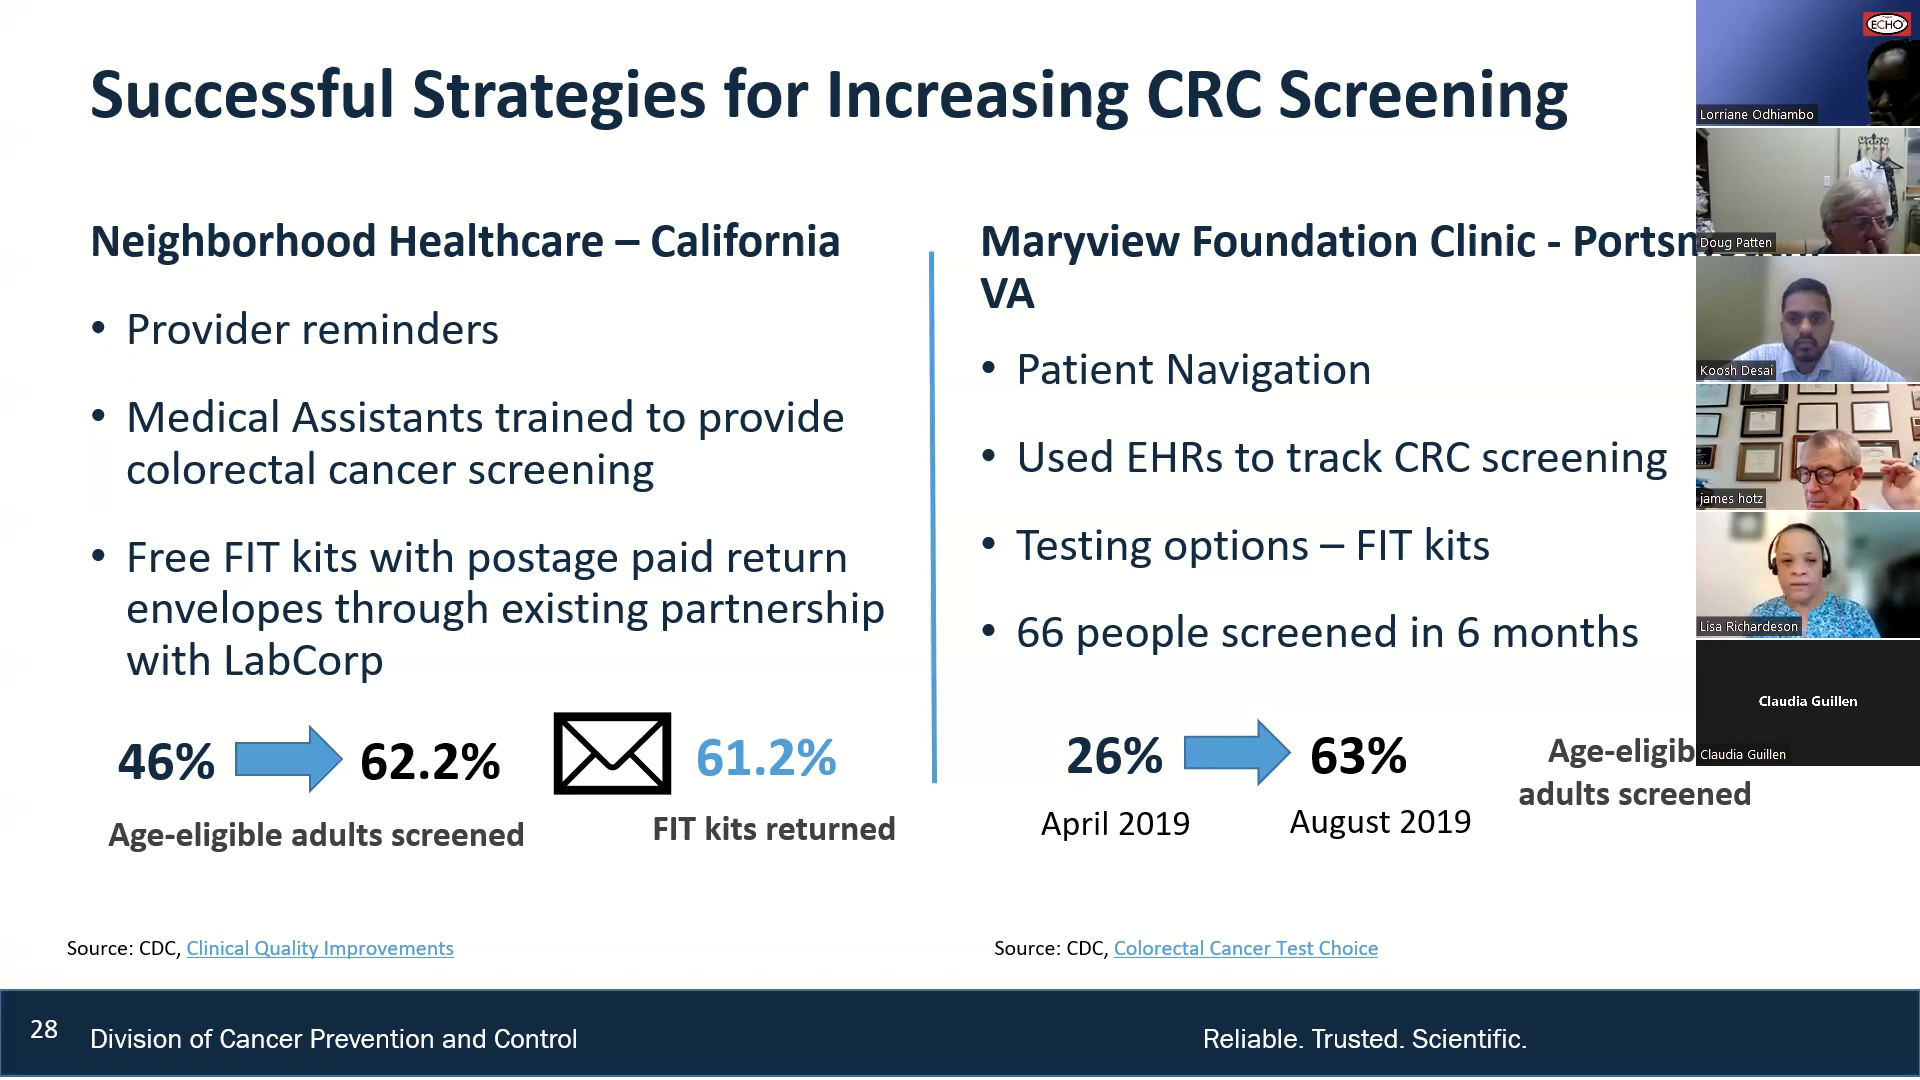 Successful Strategies for Increasing CRC Screening
Neighborhood Healthcare – California
• Provider reminders
• Medical Assistants trained to provide
colorectal cancer screening
• Free FIT kits with postage paid return
envelopes through existing partnership
with LabCorp
46%
62.2%
61.2%
Age-eligible adults screened
FIT kits returned
Source: CDC, Clinical Quality Improvements
Maryview Foundation Clinic -
VA
• Patient Navigation
• Used EHRs to track CRC screening
• Testing options – FIT kits
• 66 people screened in 6 months
26%
63%
April 2019
August 2019
adults screened
Source: CDC, Colorectal Cancer Test Choice
28
Division of Cancer Prevention and Control
Reliable. Trusted. Scientific.
ECHO
Lorriane Odhiambo
Doug Patten
Koosh Desai
james hotz
Lisa Richardeson
Claudia Guillen
Claudia Guillen